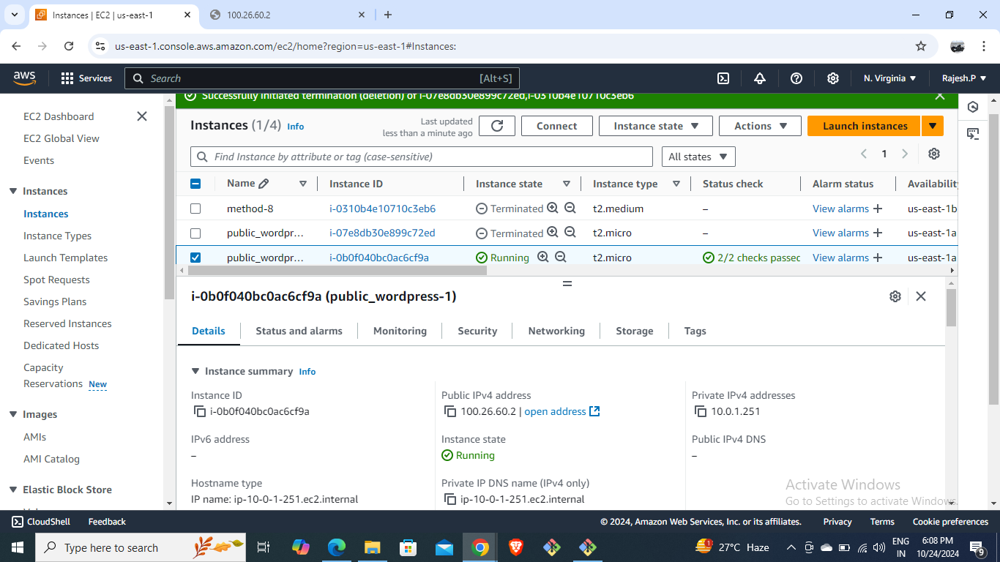 Instances | EC2 | us-east-1
100.26.60.2
us-east-1.console.aws.amazon.com/ec2/home?region=us-east-1#Instances:
aws
Services
Search
[Alt+S]
N. Virginia
Rajesh.P
EC2 Dashboard
EC2 Global View
Events
Instances
Instances
Instance Types
Launch Templates
Spot Requests
Savings Plans
Reserved Instances
Dedicated Hosts
Capacity
Reservations New
Images
AMIs
AMI Catalog
Elastic Block Store
Successfully initiated termination (deletion) of i-07e8db30e899c72ed,i-0310b4e10710c3eb6
Instances (1/4) Info
Last updated
less than a minute ago
Connect
Instance state
Actions
Launch instances
Find Instance by attribute or tag (case-sensitive)
All states
1
Name Instance ID Instance state Instance type Status check Alarm status Availability
method-8 i-0310b4e10710c3eb6 Terminated t2.medium – View alarms + us-east-1b
public_wordpr... i-07e8db30e899c72ed Terminated t2.micro – View alarms + us-east-1a
public_wordpr... i-0b0f040bc0ac6cf9a Running t2.micro 2/2 checks passec View alarms + us-east-1a
i-0b0f040bc0ac6cf9a (public_wordpress-1)
Details Status and alarms Monitoring Security Networking Storage Tags
Instance summary Info
Instance ID
i-0b0f040bc0ac6cf9a
Public IPv4 address
100.26.60.2 | open address
Private IPv4 addresses
10.0.1.251
IPv6 address
–
Instance state
Running
Public IPv4 DNS
–
Hostname type
IP name: ip-10-0-1-251.ec2.internal
Private IP DNS name (IPv4 only)
ip-10-0-1-251.ec2.internal
Activate Windows
Go to Settings to activate Windows.
CloudShell
Feedback
© 2024, Amazon Web Services, Inc. or its affiliates.
Privacy
Terms
Cookie preferences
Type here to search
1
27°C Haze
ENG
IN
6:08 PM
10/24/2024
9